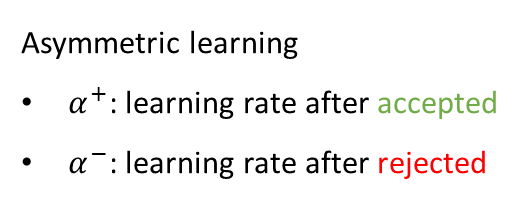 Asymmetric learning
• α⁺: learning rate after accepted
• α⁻: learning rate after rejected